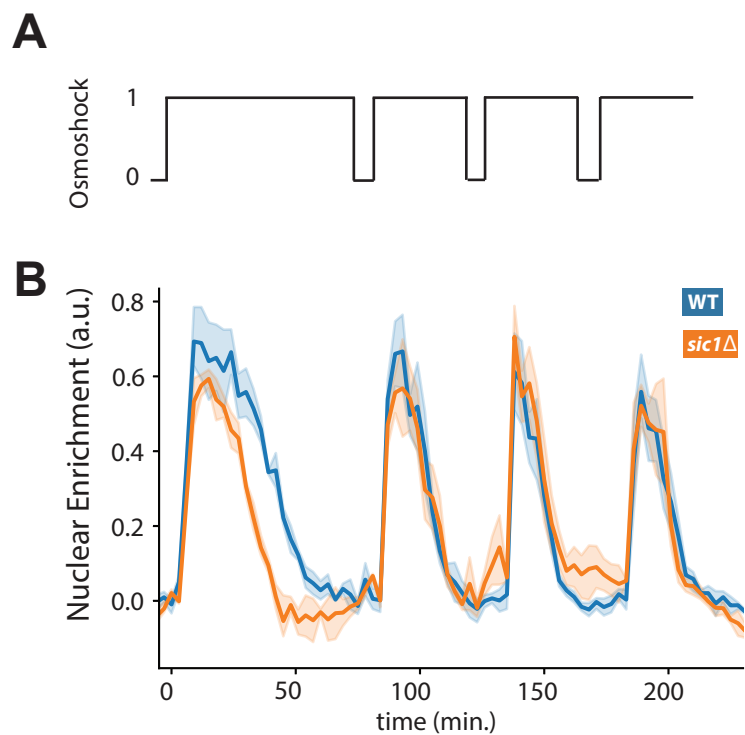 A
Osmoshock
1
0
B
Nuclear Enrichment (a.u.)
0.8
0.6
0.4
0.2
0.0
WT
sic1Δ
0 50 100 150 200
time (min.)